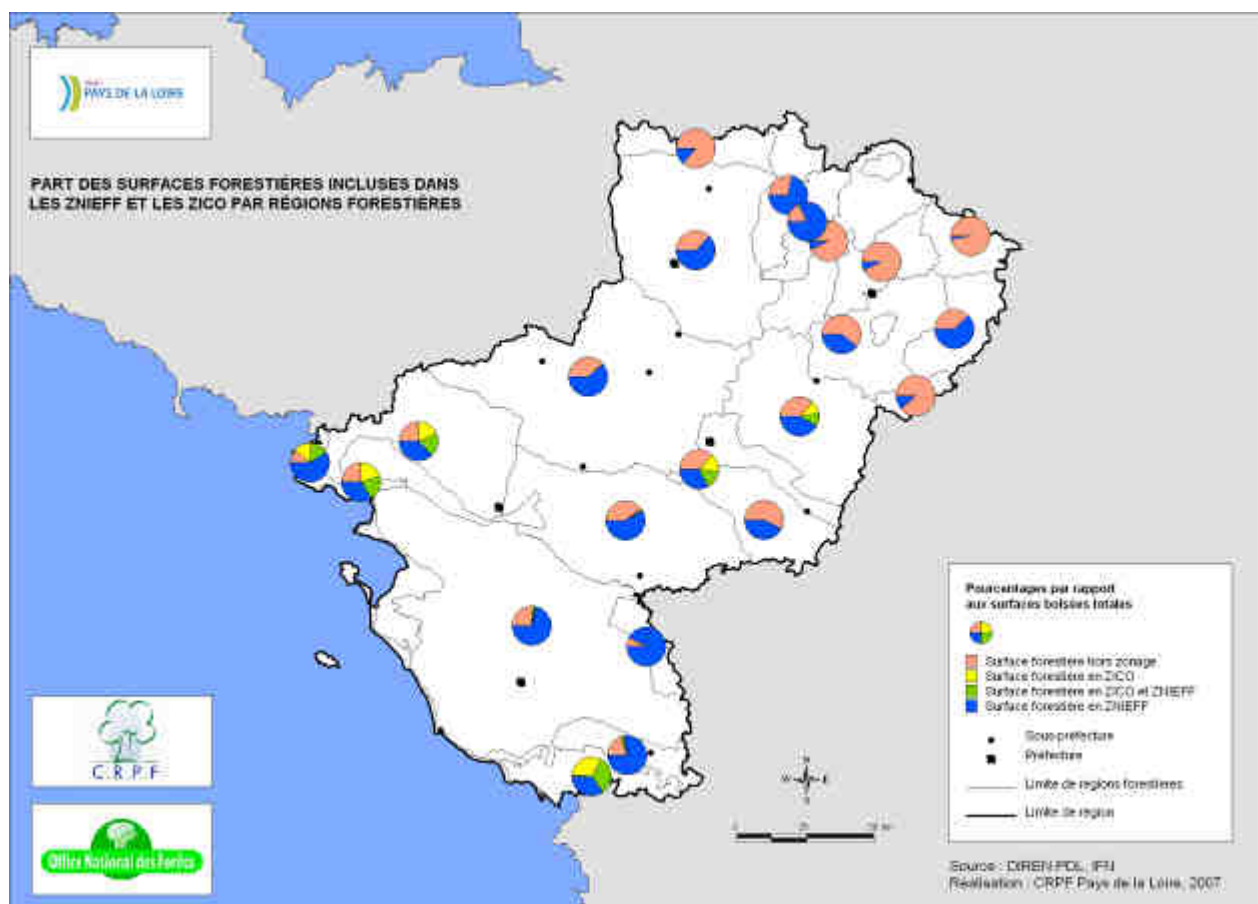 PAYS DE LA LOIRE
PART DES SURFACES FORESTIÈRES INCLUSES DANS
LES ZNIEFF ET LES ZICO PAR RÉGIONS FORESTIÈRES
Pourcentages par rapport
aux surfaces boisées totales
Surface forestière hors zonage
Surface forestière en ZICO
Surface forestière en ZICO et ZNIEFF
Surface forestière en ZNIEFF
Sous-préfecture
Préfecture
Limite de régions forestières
Limite de région
N
W E
S
0
C.R.P.F
Office National des Forêts
Source : DIREN-PDL, IFN
Réalisation : CRPF Pays de la Loire, 2007